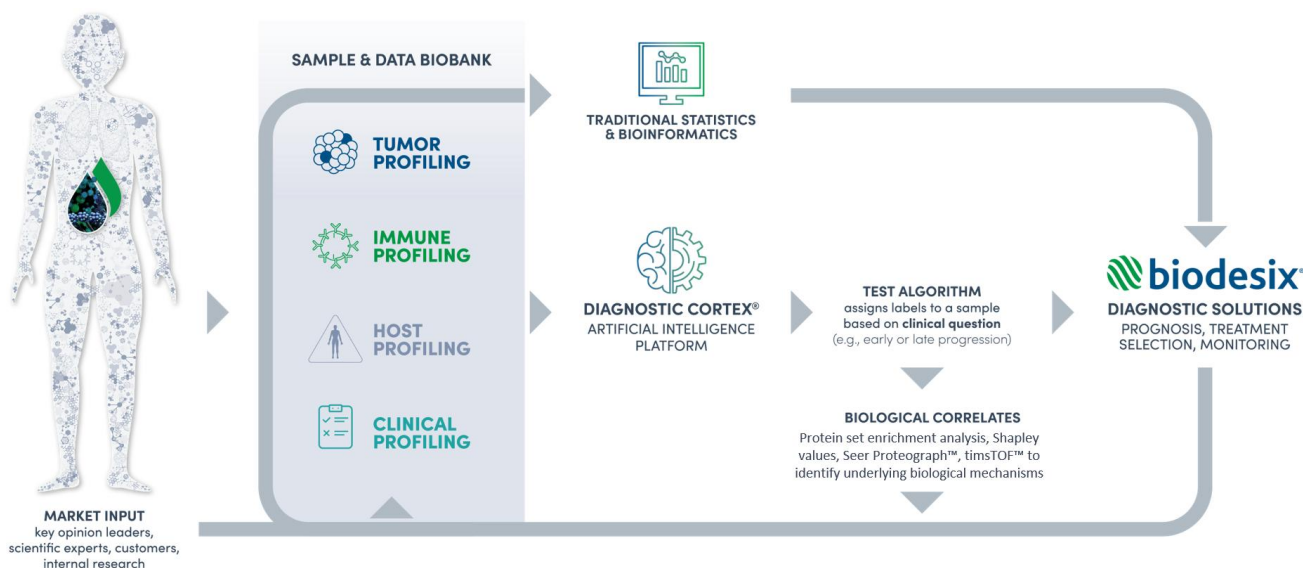 SAMPLE & DATA BIOBANK
TUMOR
PROFILING
IMMUNE
PROFILING
HOST
PROFILING
CLINICAL
PROFILING
MARKET INPUT
key opinion leaders,
scientific experts, customers,
internal research
TRADITIONAL STATISTICS
& BIOINFORMATICS
DIAGNOSTIC CORTEX®
ARTIFICIAL INTELLIGENCE
PLATFORM
TEST ALGORITHM
assigns labels to a sample
based on clinical question
(e.g., early or late progression)
BIOLOGICAL CORRELATES
Protein set enrichment analysis, Shapley
values, Seer Proteograph™, timsTOF™ to
identify underlying biological mechanisms
biodesix®
DIAGNOSTIC SOLUTIONS
PROGNOSIS, TREATMENT
SELECTION, MONITORING